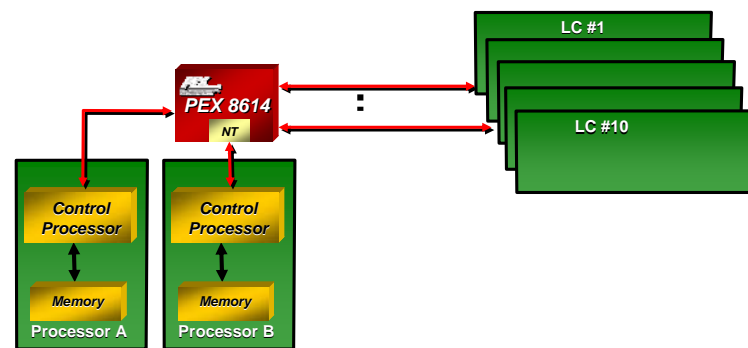 LC #1
PEX 8614
NT
LC #10
Control
Processor
Control
Processor
Memory
Memory
Processor A
Processor B